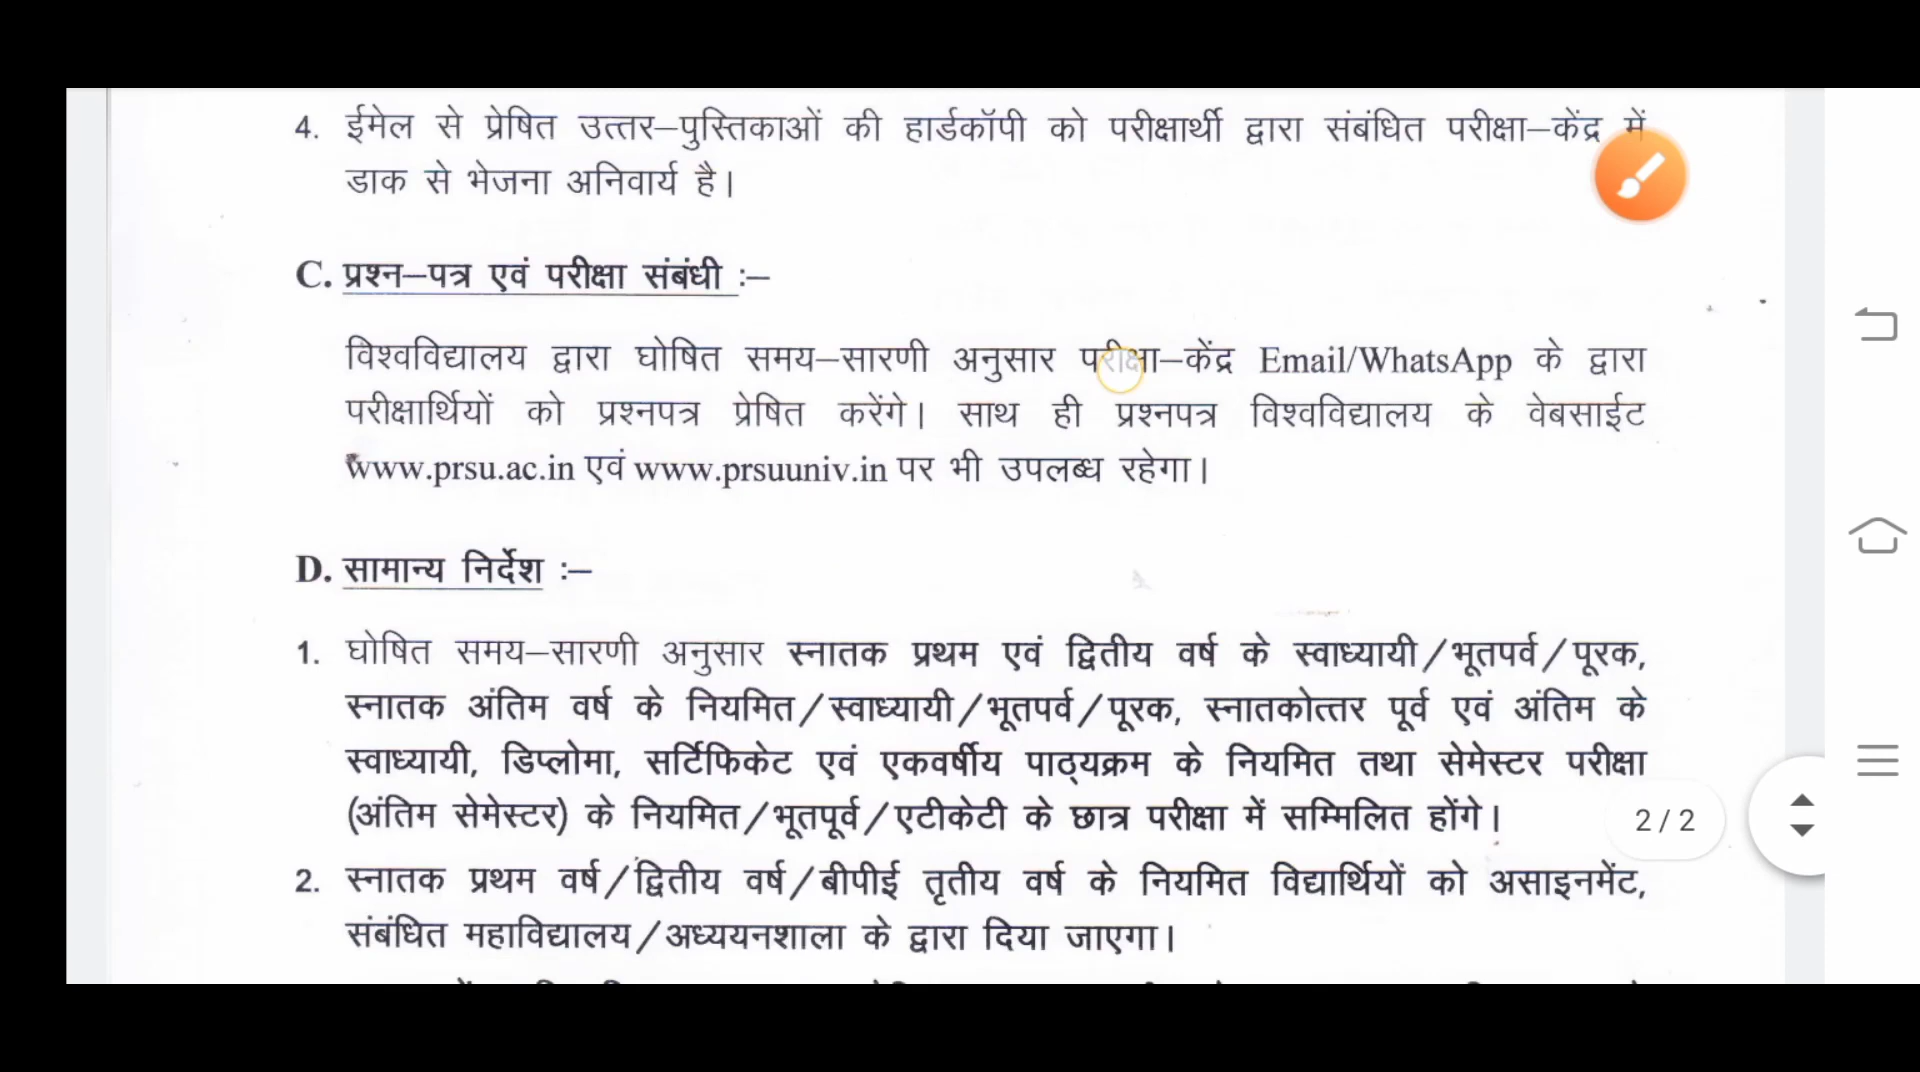 4. ईमेल से प्रेषित उत्तर–पुस्तिकाओं की हार्डकॉपी को परीक्षार्थी द्वारा संबंधित परीक्षा–केंद्र में
डाक से भेजना अनिवार्य है।
C. प्रश्न–पत्र एवं परीक्षा संबंधी :–
विश्वविद्यालय द्वारा घोषित समय–सारणी अनुसार परीक्षा–केंद्र Email/WhatsApp के द्वारा
परीक्षार्थियों को प्रश्नपत्र प्रेषित करेंगे। साथ ही प्रश्नपत्र विश्वविद्यालय के वेबसाईट
www.prsu.ac.in एवं www.prsuuniv.in पर भी उपलब्ध रहेगा।
D. सामान्य निर्देश :–
1. घोषित समय–सारणी अनुसार स्नातक प्रथम एवं द्वितीय वर्ष के स्वाध्यायी/भूतपर्व/पूरक,
स्नातक अंतिम वर्ष के नियमित/स्वाध्यायी/भूतपर्व/पूरक, स्नातकोत्तर पूर्व एवं अंतिम के
स्वाध्यायी, डिप्लोमा, सर्टिफिकेट एवं एकवर्षीय पाठ्यक्रम के नियमित तथा सेमेस्टर परीक्षा
(अंतिम सेमेस्टर) के नियमित/भूतपूर्व/एटीकेटी के छात्र परीक्षा में सम्मिलित होंगे।
2/2
2. स्नातक प्रथम वर्ष/द्वितीय वर्ष/बीपीई तृतीय वर्ष के नियमित विद्यार्थियों को असाइनमेंट,
संबंधित महाविद्यालय/अध्ययनशाला के द्वारा दिया जाएगा।